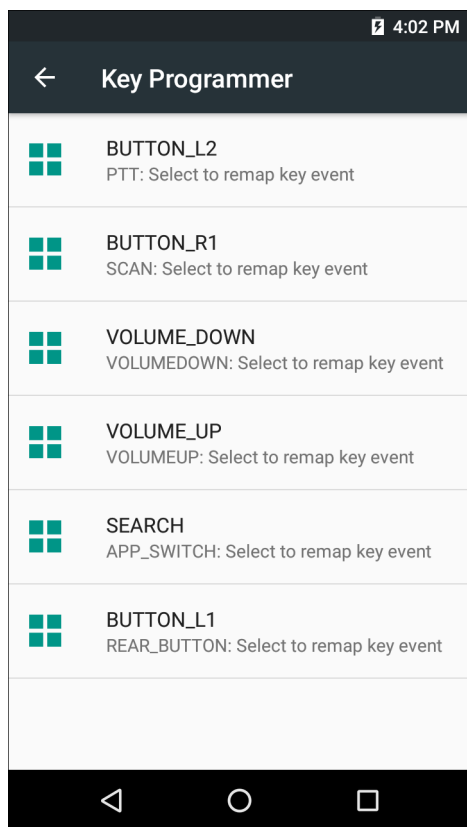 4:02 PM
Key Programmer
BUTTON_L2
PTT: Select to remap key event
BUTTON_R1
SCAN: Select to remap key event
VOLUME_DOWN
VOLUMEDOWN: Select to remap key event
VOLUME_UP
VOLUMEUP: Select to remap key event
SEARCH
APP_SWITCH: Select to remap key event
BUTTON_L1
REAR_BUTTON: Select to remap key event